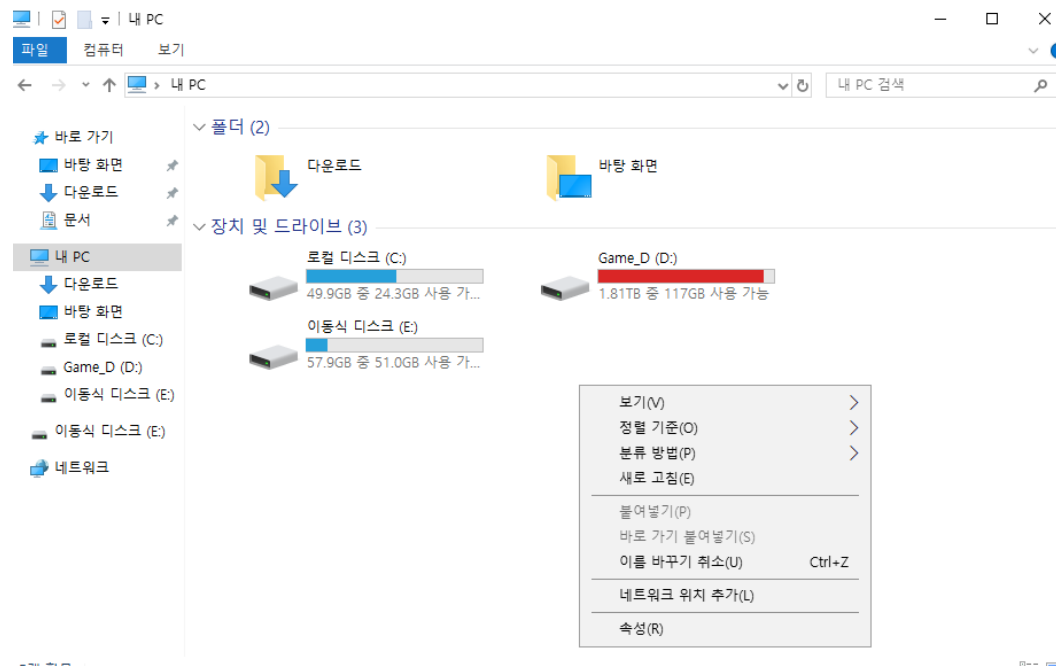 내 PC
파일 컴퓨터 보기
내 PC
내 PC 검색
바로 가기
바탕 화면
다운로드
문서
내 PC
다운로드
바탕 화면
로컬 디스크 (C:)
Game_D (D:)
이동식 디스크 (E:)
이동식 디스크 (E:)
네트워크
폴더 (2)
다운로드
바탕 화면
장치 및 드라이브 (3)
로컬 디스크 (C:)
49.9GB 중 24.3GB 사용 가...
Game_D (D:)
1.81TB 중 117GB 사용 가능
이동식 디스크 (E:)
57.9GB 중 51.0GB 사용 가...
보기(V)
정렬 기준(O)
분류 방법(P)
새로 고침(E)
붙여넣기(P)
바로 가기 붙여넣기(S)
이름 바꾸기 취소(U) Ctrl+Z
네트워크 위치 추가(L)
속성(R)